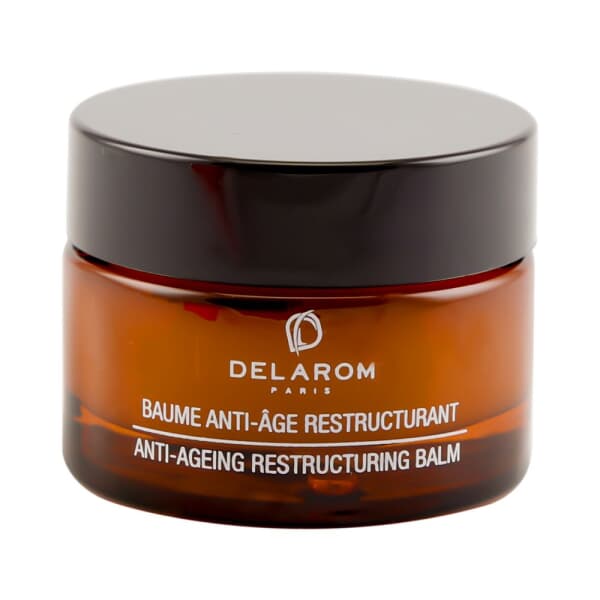 DELAROM
PARIS
BAUME ANTI-ÂGE RESTRUCTURANT
ANTI-AGEING RESTRUCTURING BALM